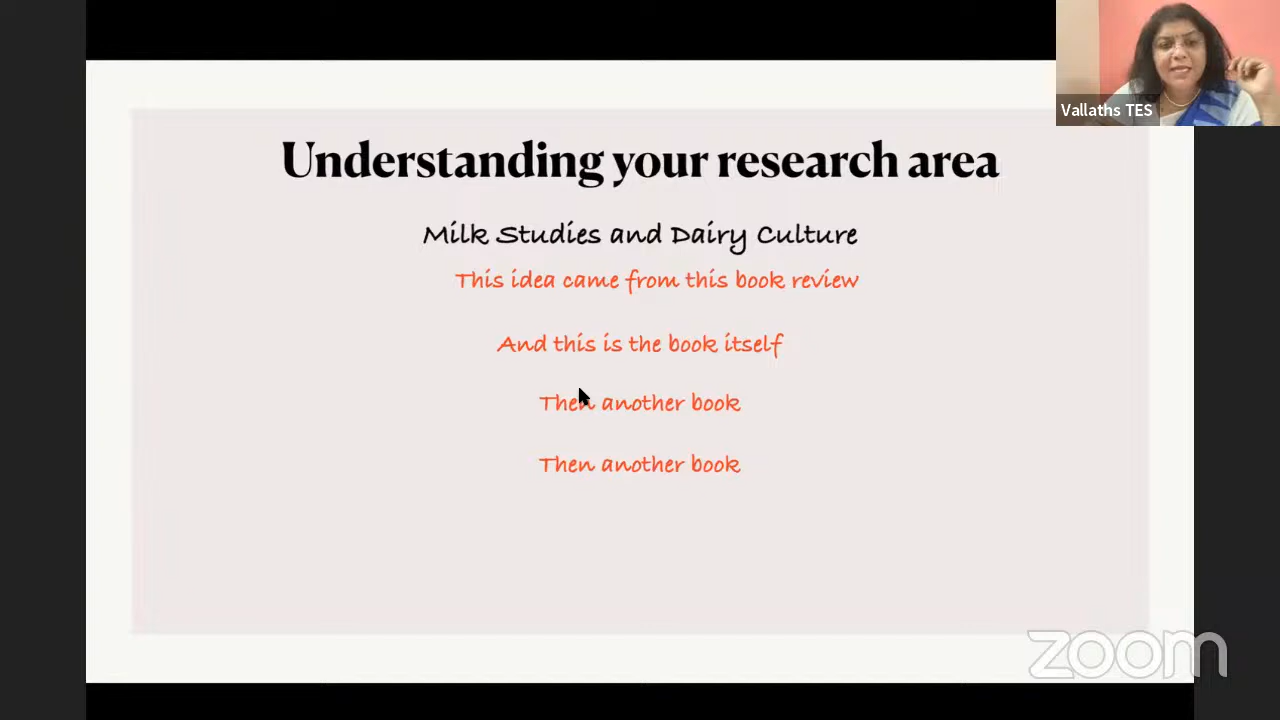 Vallaths TES
Understanding your research area
Milk Studies and Dairy Culture
This idea came from this book review
And this is the book itself
Then another book
Then another book
zoom